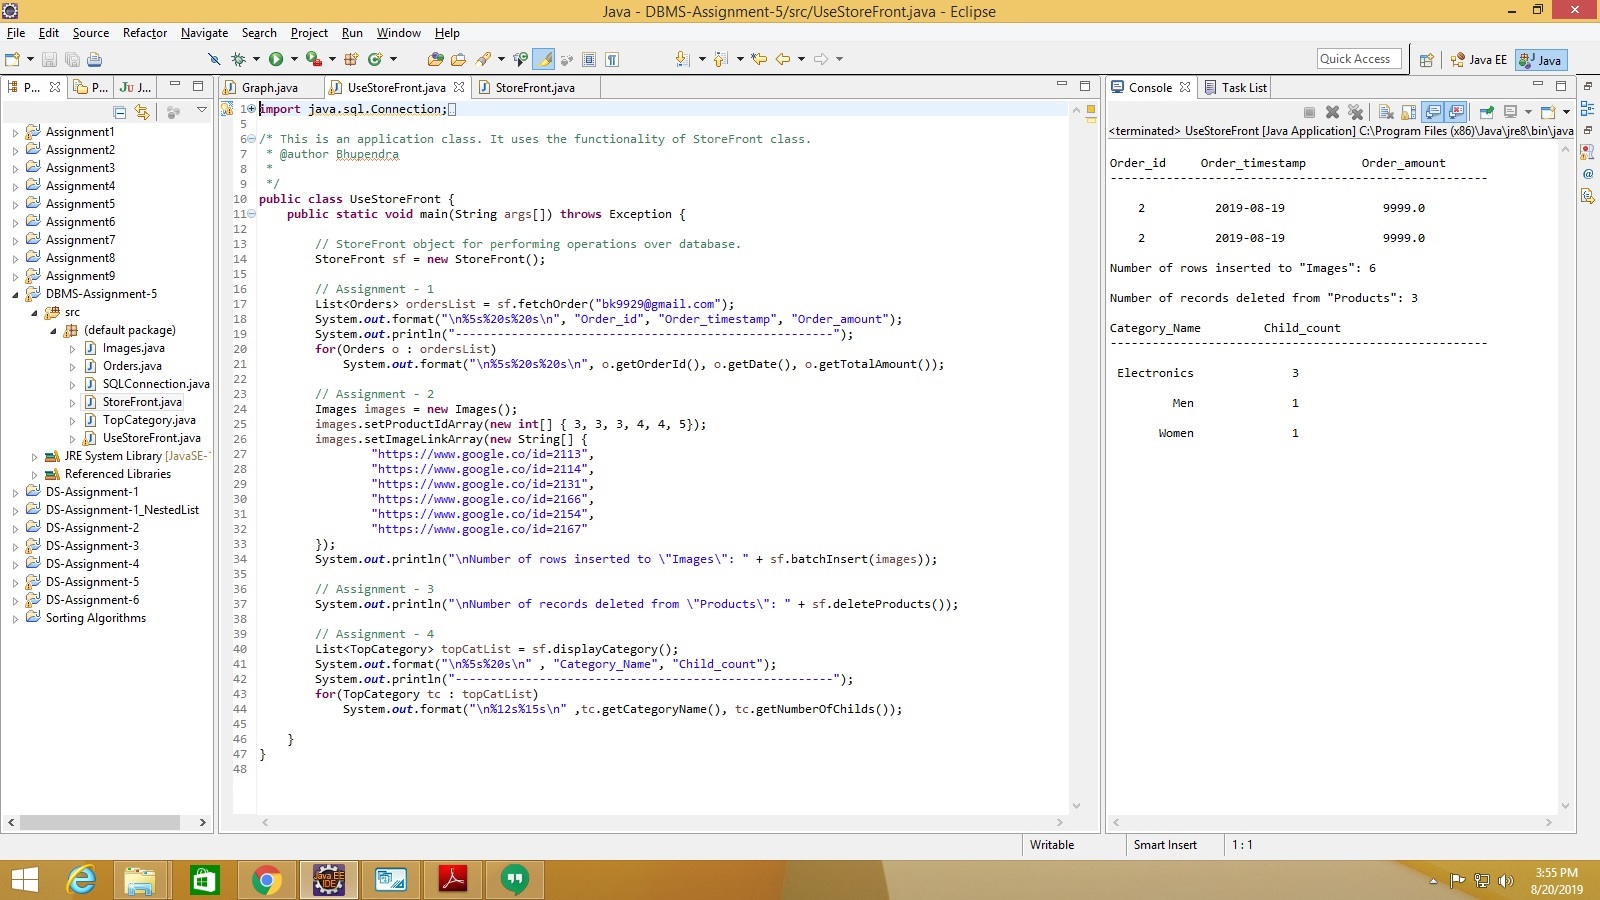 Java - DBMS-Assignment-5/src/UseStoreFront.java - Eclipse
File Edit Source Refactor Navigate Search Project Run Window Help
Quick Access
Java EE
Java
P...
P...
J...
Assignment1
Assignment2
Assignment3
Assignment4
Assignment5
Assignment6
Assignment7
Assignment8
Assignment9
DBMS-Assignment-5
src
(default package)
Images.java
Orders.java
SQLConnection.java
StoreFront.java
TopCategory.java
UseStoreFront.java
JRE System Library [JavaSE-
Referenced Libraries
DS-Assignment-1
DS-Assignment-1_NestedList
DS-Assignment-2
DS-Assignment-3
DS-Assignment-4
DS-Assignment-5
DS-Assignment-6
Sorting Algorithms
Graph.java
UseStoreFront.java
StoreFront.java
1 import java.sql.Connection;
5
6 /* This is an application class. It uses the functionality of StoreFront class.
7 * @author Bhupendra
8 *
9 */
10 public class UseStoreFront {
11 public static void main(String args[]) throws Exception {
12
13 // StoreFront object for performing operations over database.
14 StoreFront sf = new StoreFront();
15
16 // Assignment - 1
17 List<Orders> ordersList = sf.fetchOrder("bk9929@gmail.com");
18 System.out.format("\n%5s%20s%20s\n", "Order_id", "Order_timestamp", "Order_amount");
19 System.out.println("------------------------------------------------------");
20 for(Orders o : ordersList)
21 System.out.format("\n%5s%20s%20s\n", o.getOrderId(), o.getDate(), o.getTotalAmount());
22
23 // Assignment - 2
24 Images images = new Images();
25 images.setProductIdArray(new int[] { 3, 3, 3, 4, 4, 5});
26 images.setImageLinkArray(new String[] {
27 "https://www.google.co/id=2113",
28 "https://www.google.co/id=2114",
29 "https://www.google.co/id=2131",
30 "https://www.google.co/id=2166",
31 "https://www.google.co/id=2154",
32 "https://www.google.co/id=2167"
33 });
34 System.out.println("\nNumber of rows inserted to \"Images\": " + sf.batchInsert(images));
35
36 // Assignment - 3
37 System.out.println("\nNumber of records deleted from \"Products\": " + sf.deleteProducts());
38
39 // Assignment - 4
40 List<TopCategory> topCatList = sf.displayCategory();
41 System.out.format("\n%5s%20s\n" , "Category_Name", "Child_count");
42 System.out.println("------------------------------------------------------");
43 for(TopCategory tc : topCatList)
44 System.out.format("\n%12s%15s\n" ,tc.getCategoryName(), tc.getNumberOfChilds());
45
46 }
47 }
48
Console
Task List
<terminated> UseStoreFront [Java Application] C:\Program Files (x86)\Java\jre8\bin\java
Order_id Order_timestamp Order_amount
------------------------------------------------------
2 2019-08-19 9999.0
2 2019-08-19 9999.0
Number of rows inserted to "Images": 6
Number of records deleted from "Products": 3
Category_Name Child_count
------------------------------------------------------
Electronics 3
Men 1
Women 1
Writable
Smart Insert
1 : 1
Java EE
IDE
3:55 PM
8/20/2019